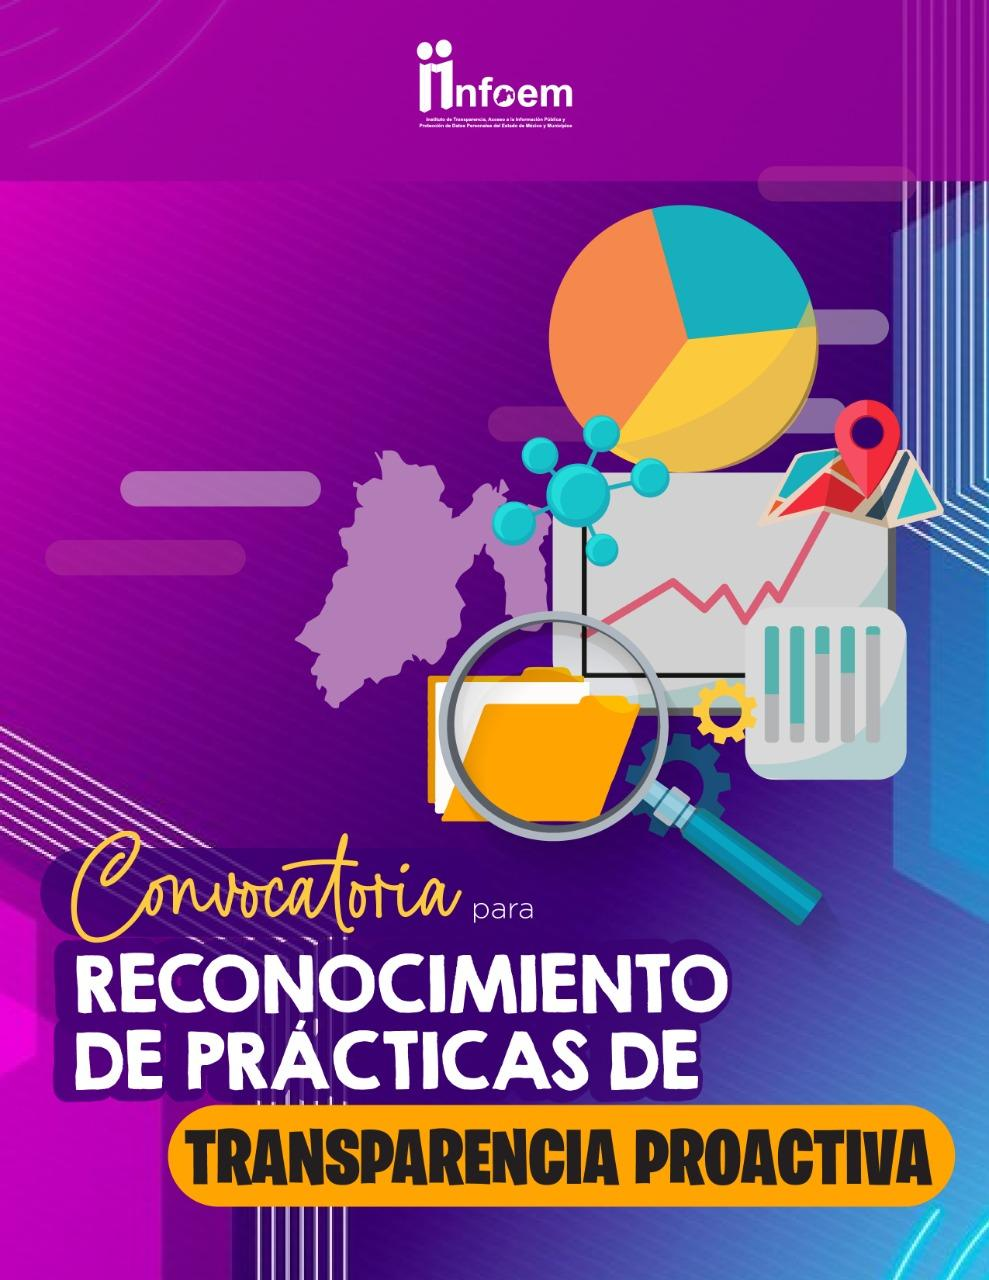 infoem
Instituto de Transparencia, Acceso a la Información Pública y
Protección de Datos Personales del Estado de México y Municipios
Convocatoria para
RECONOCIMIENTO
DE PRÁCTICAS DE
TRANSPARENCIA PROACTIVA